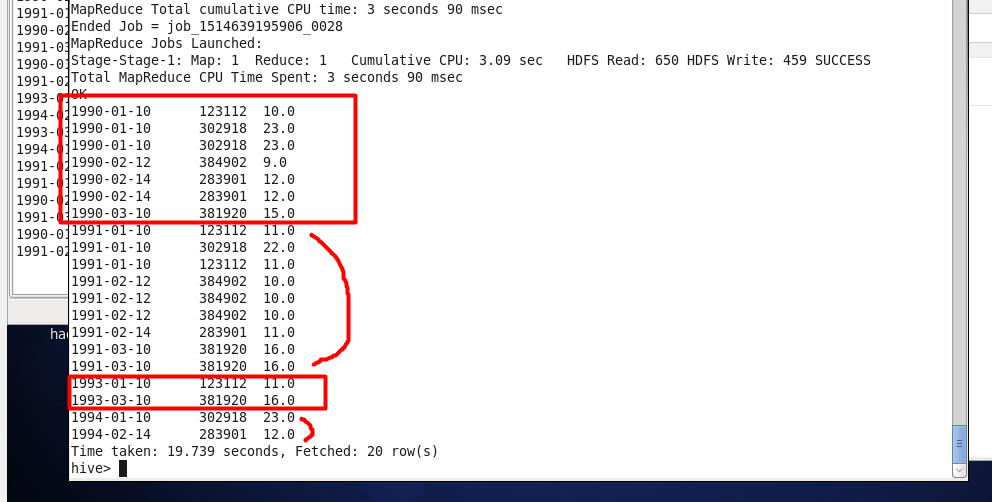 1991-01
1990-02
1991-03
1990-01
1991-02
1993-0
1994-02
1993-0
1994-01
1991-02
1991-01
1990-02
1991-0
1990-01
1991-02
had
MapReduce Total cumulative CPU time: 3 seconds 90 msec
Ended Job = job_1514639195906_0028
MapReduce Jobs Launched:
Stage-Stage-1: Map: 1  Reduce: 1   Cumulative CPU: 3.09 sec   HDFS Read: 650 HDFS Write: 459 SUCCESS
Total MapReduce CPU Time Spent: 3 seconds 90 msec
OK
1990-01-10      123112  10.0
1990-01-10      302918  23.0
1990-01-10      302918  23.0
1990-02-12      384902  9.0
1990-02-14      283901  12.0
1990-02-14      283901  12.0
1990-03-10      381920  15.0
1991-01-10      123112  11.0
1991-01-10      302918  22.0
1991-01-10      123112  11.0
1991-02-12      384902  10.0
1991-02-12      384902  10.0
1991-02-12      384902  10.0
1991-02-14      283901  11.0
1991-03-10      381920  16.0
1991-03-10      381920  16.0
1993-01-10      123112  11.0
1993-03-10      381920  16.0
1994-01-10      302918  23.0
1994-02-14      283901  12.0
Time taken: 19.739 seconds, Fetched: 20 row(s)
hive>